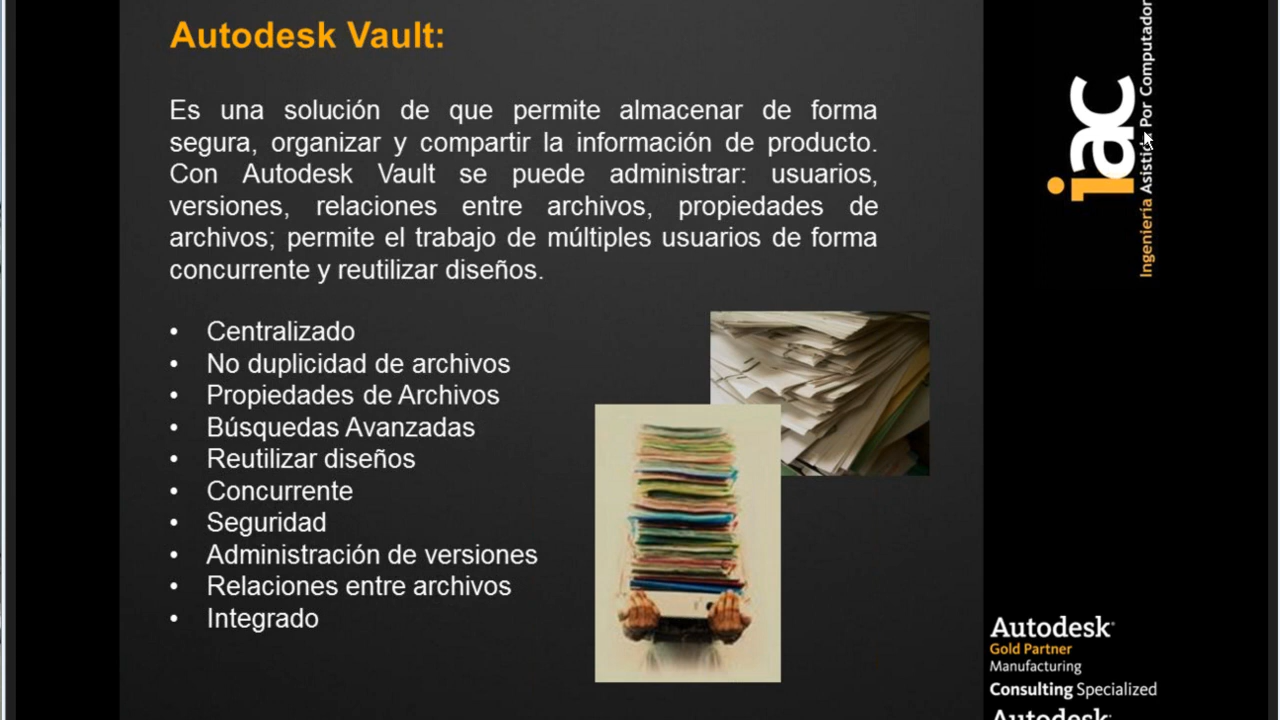 Autodesk Vault:
Es una solución de que permite almacenar de forma
segura, organizar y compartir la información de producto.
Con Autodesk Vault se puede administrar: usuarios,
versiones, relaciones entre archivos, propiedades de
archivos; permite el trabajo de múltiples usuarios de forma
concurrente y reutilizar diseños.
• Centralizado
• No duplicidad de archivos
• Propiedades de Archivos
• Búsquedas Avanzadas
• Reutilizar diseños
• Concurrente
• Seguridad
• Administración de versiones
• Relaciones entre archivos
• Integrado
iac
Ingeniería Asistida Por Computador
Autodesk®
Gold Partner
Manufacturing
Consulting Specialized
Autodesk